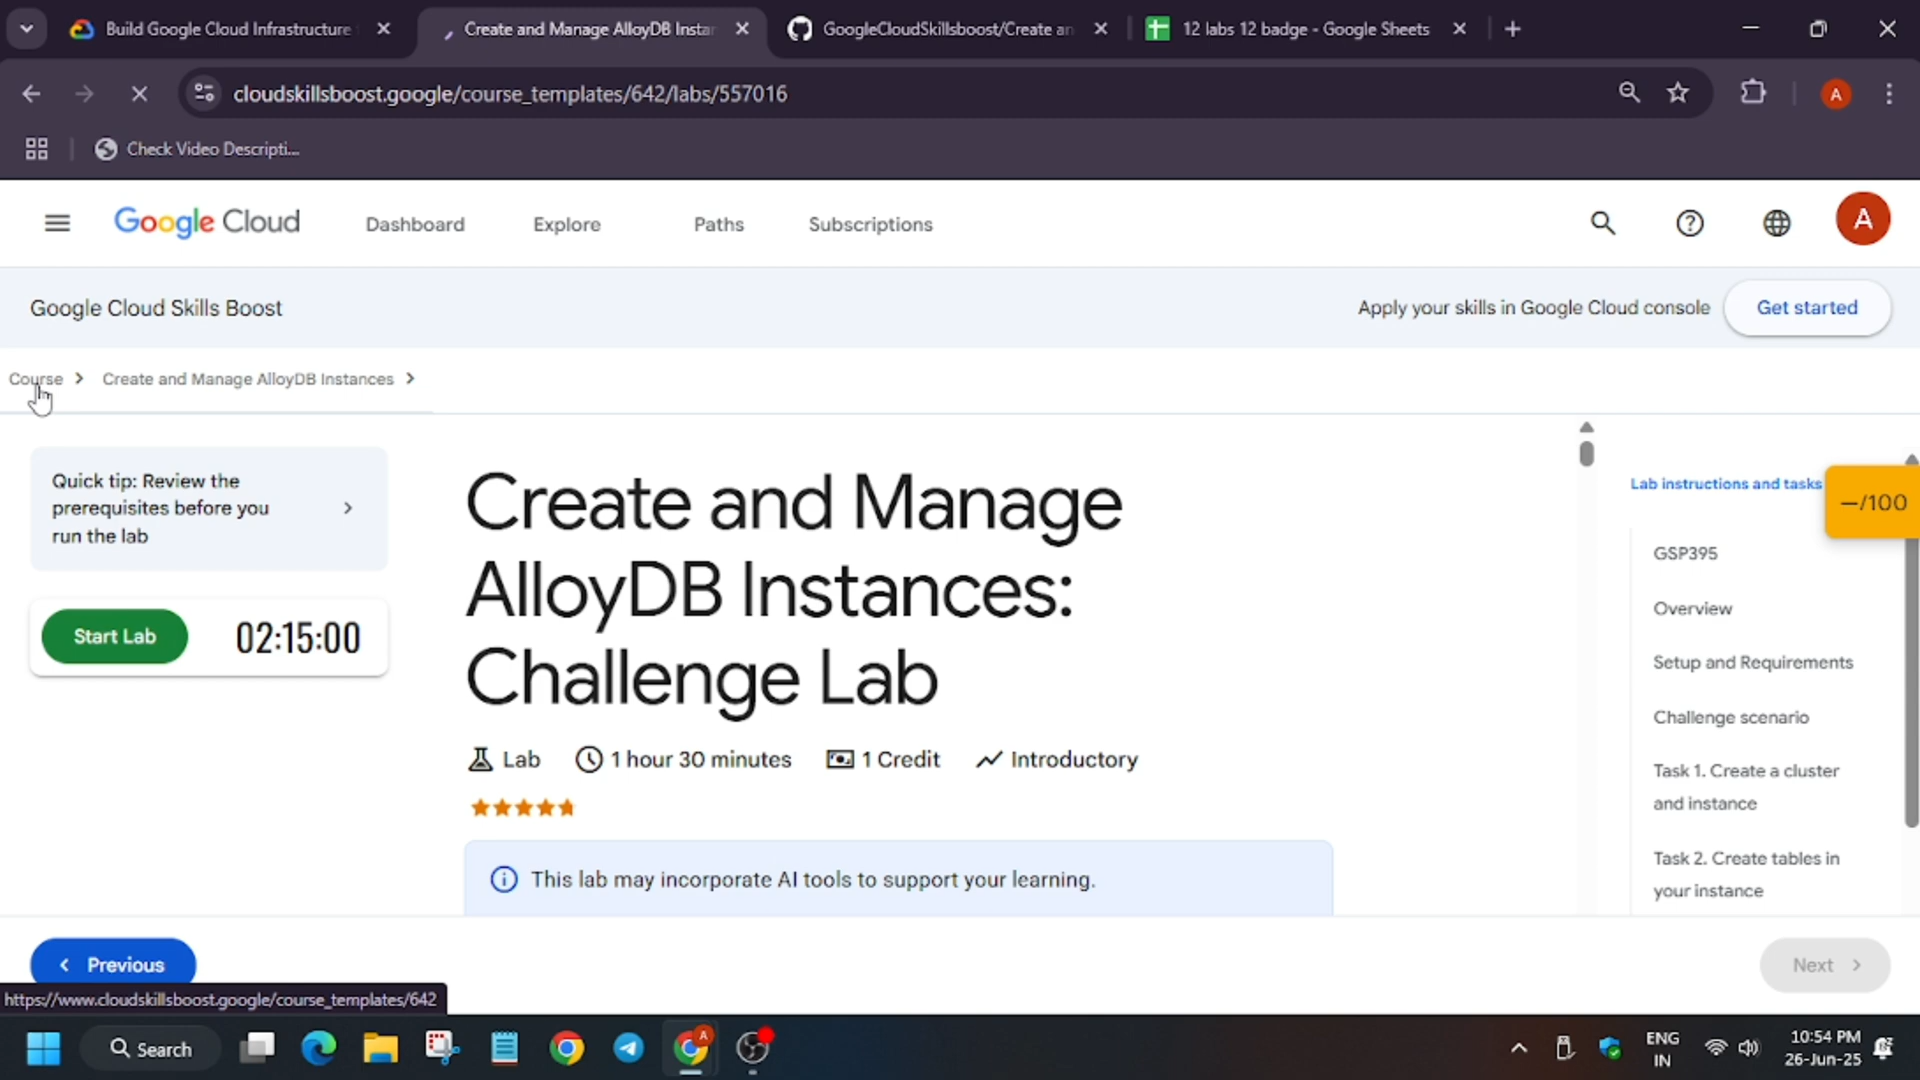 Build Google Cloud Infrastructure
Create and Manage AlloyDB Instar
GoogleCloudSkillsboost/Create an
12 labs 12 badge - Google Sheets
cloudskillsboost.google/course_templates/642/labs/557016
A
Check Video Descripti...
Google Cloud
Dashboard
Explore
Paths
Subscriptions
A
Google Cloud Skills Boost
Apply your skills in Google Cloud console
Get started
Course
Create and Manage AlloyDB Instances
Quick tip: Review the
prerequisites before you
run the lab
Start Lab
02:15:00
Create and Manage
AlloyDB Instances:
Challenge Lab
Lab
1 hour 30 minutes
1 Credit
Introductory
This lab may incorporate AI tools to support your learning.
Lab instructions and tasks
—/100
GSP395
Overview
Setup and Requirements
Challenge scenario
Task 1. Create a cluster
and instance
Task 2. Create tables in
your instance
Previous
Next
https://www.cloudskillsboost.google/course_templates/642
Search
A
ENG
IN
10:54 PM
26-Jun-25